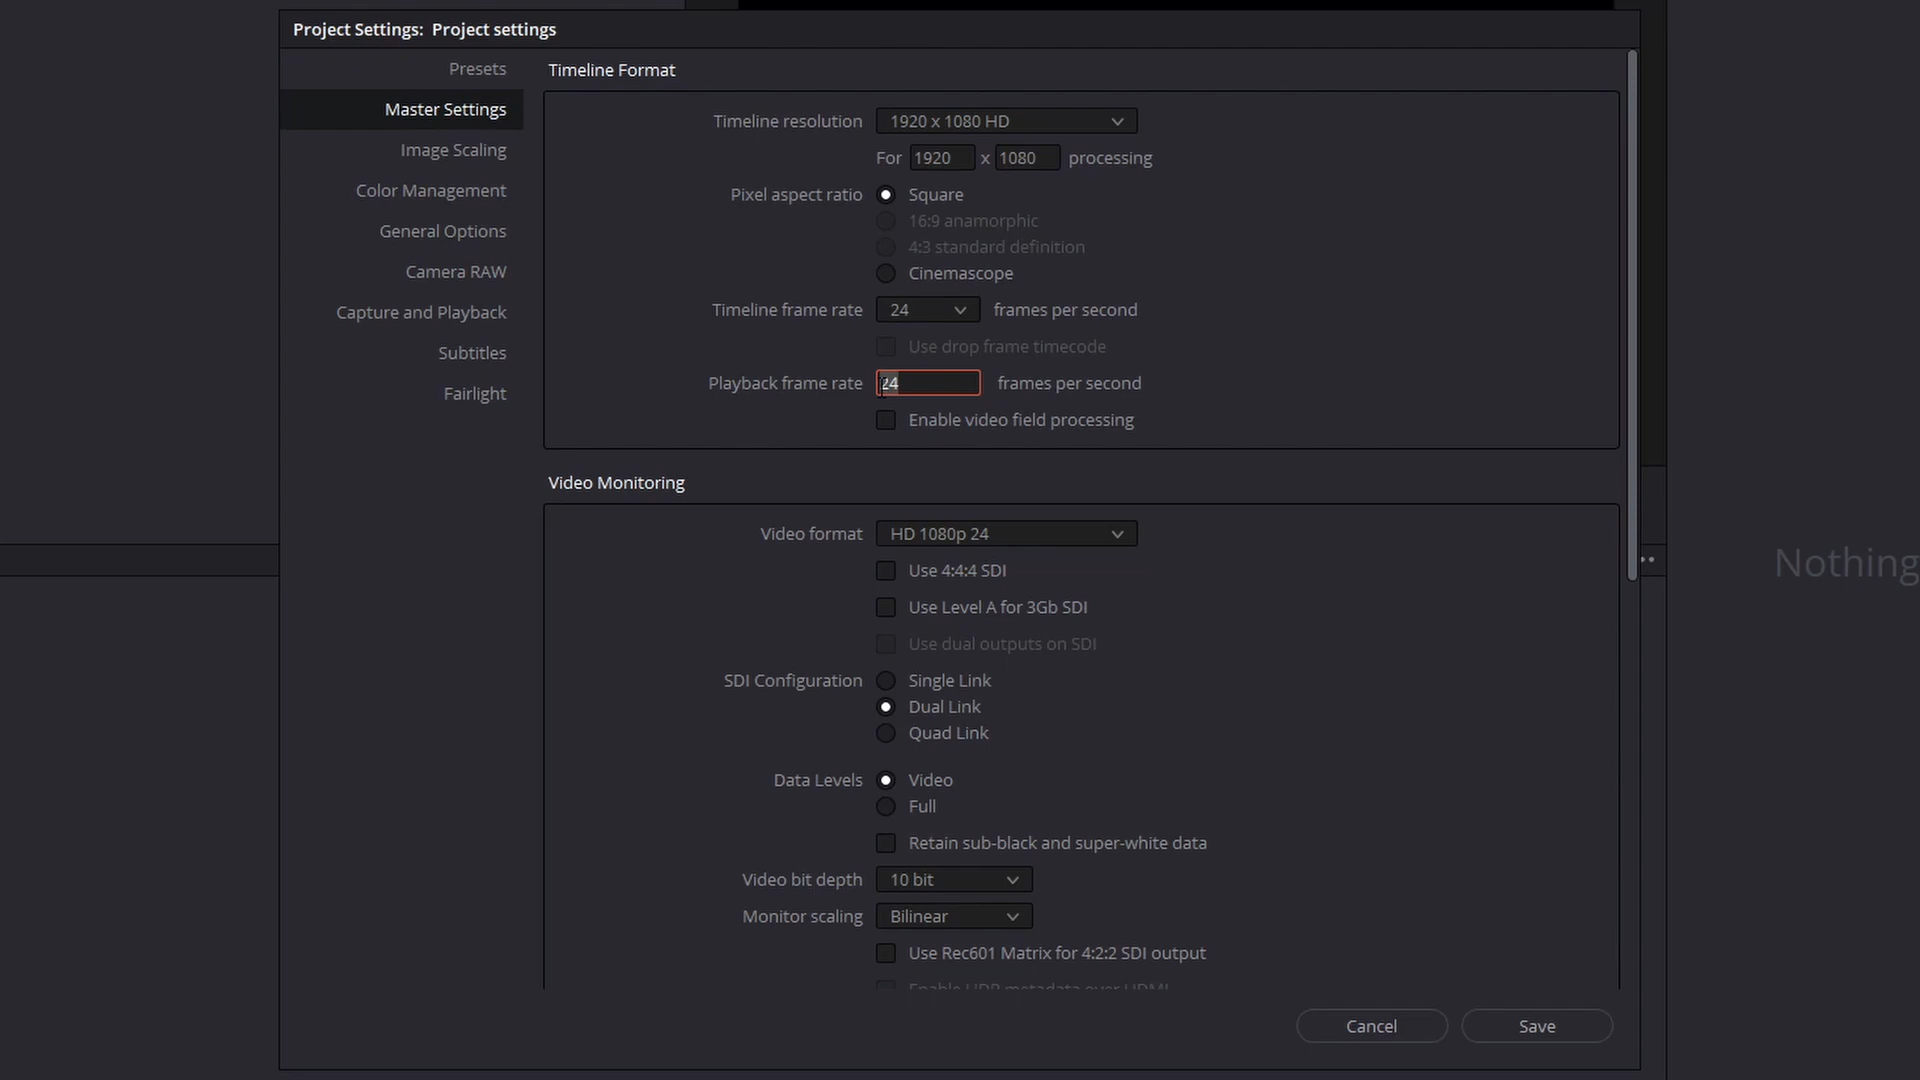 Project Settings: Project settings
Presets
Master Settings
Image Scaling
Color Management
General Options
Camera RAW
Capture and Playback
Subtitles
Fairlight
Timeline Format
Timeline resolution 1920 x 1080 HD
For 1920 x 1080 processing
Pixel aspect ratio Square
16:9 anamorphic
4:3 standard definition
Cinemascope
Timeline frame rate 24 frames per second
Use drop frame timecode
Playback frame rate 24 frames per second
Enable video field processing
Video Monitoring
Video format HD 1080p 24
Use 4:4:4 SDI
Use Level A for 3Gb SDI
Use dual outputs on SDI
SDI Configuration Single Link
Dual Link
Quad Link
Data Levels Video
Full
Retain sub-black and super-white data
Video bit depth 10 bit
Monitor scaling Bilinear
Use Rec601 Matrix for 4:2:2 SDI output
Enable HDR metadata over HDMI
Cancel Save
Nothing